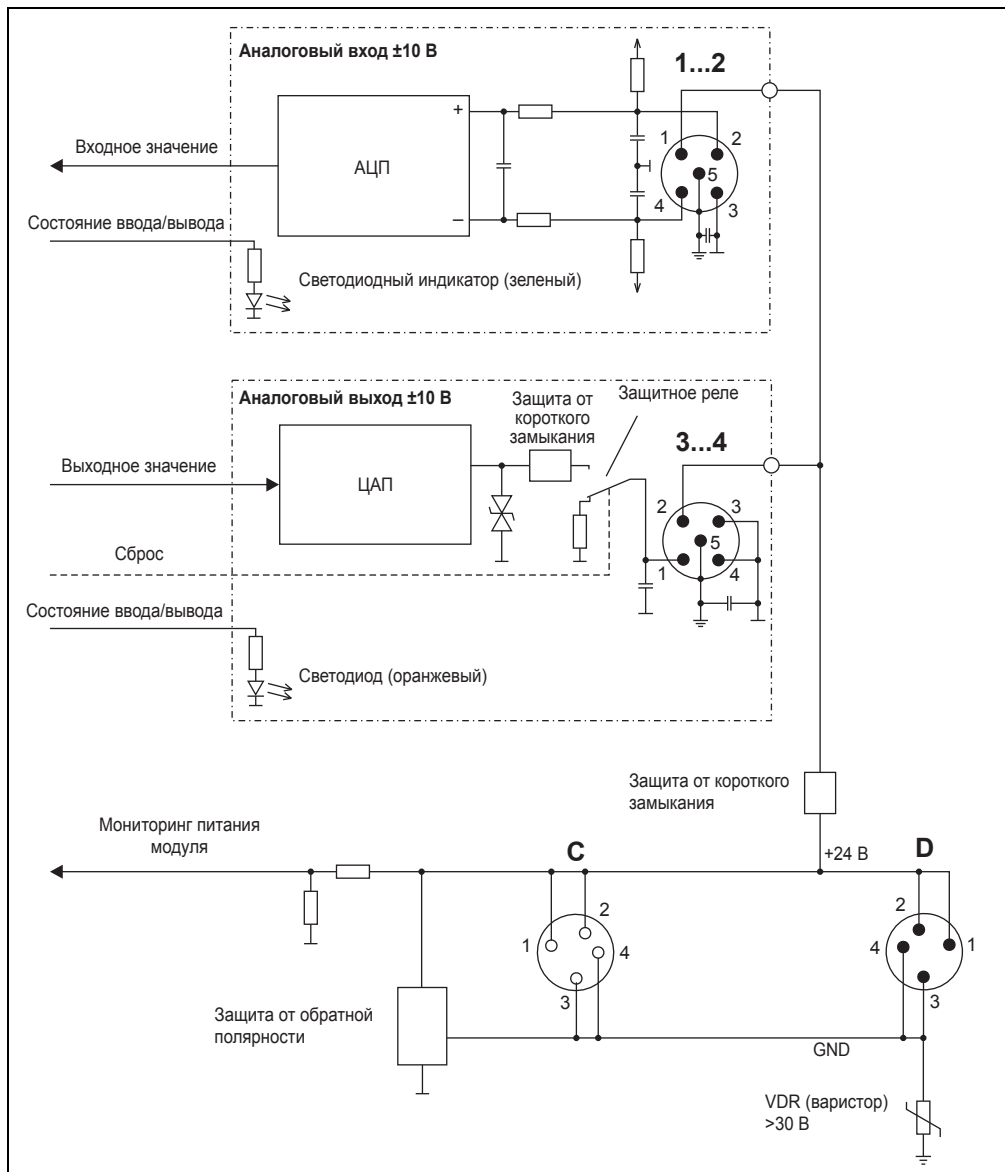 Аналоговый вход ±10 В
1...2
+
Входное значение
АЦП
1
2
5
4
3
–
Состояние ввода/вывода
Светодиодный индикатор (зеленый)
Аналоговый выход ±10 В
Защита от
короткого
замыкания
Защитное реле
3...4
Выходное значение
ЦАП
2
3
5
1
4
Сброс
Состояние ввода/вывода
Светодиод (оранжевый)
Защита от короткого
замыкания
Мониторинг питания
модуля
C
+24 В
D
2
1
4
3
2
4
1
3
Защита от обратной
полярности
GND
VDR (варистор)
>30 В